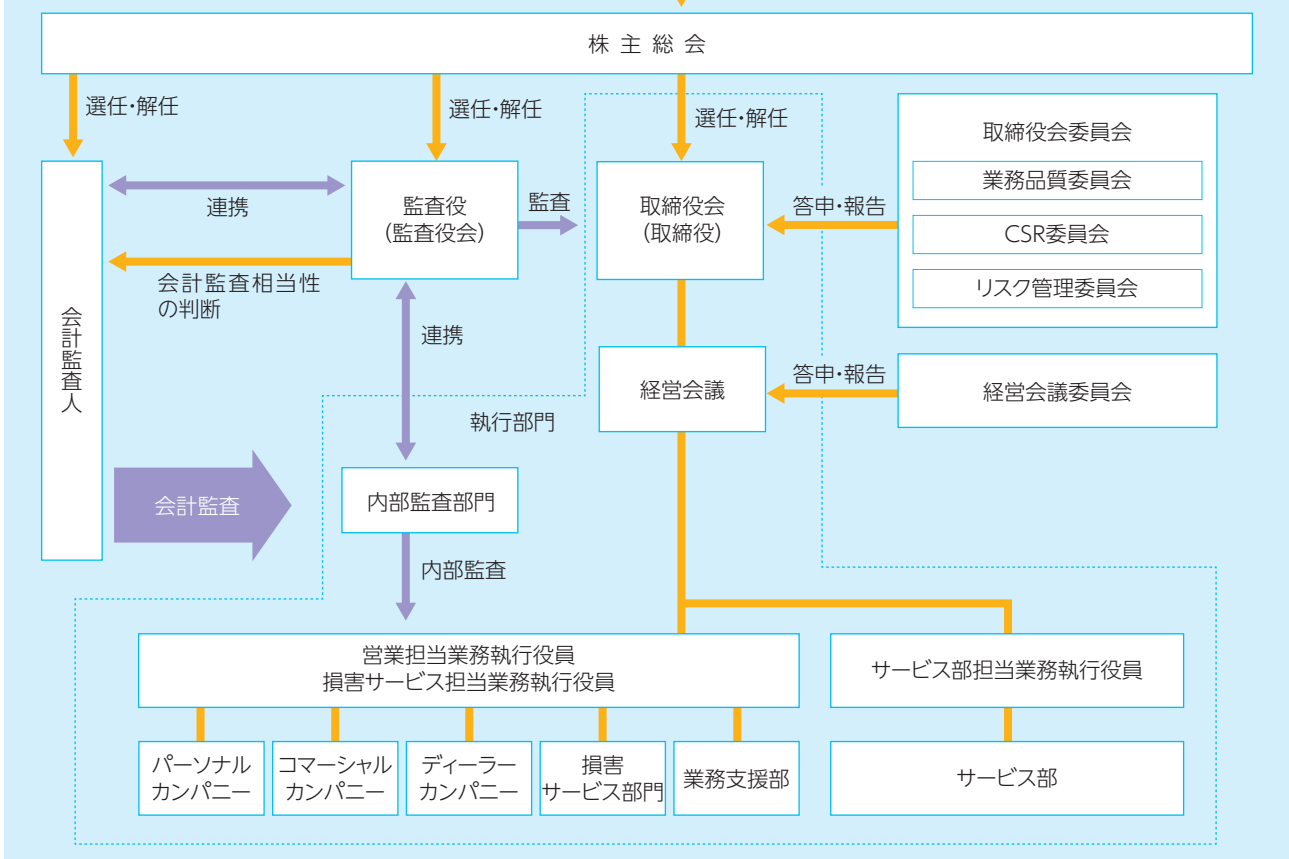 株主総会
選任・解任
選任・解任
選任・解任
取締役会委員会
業務品質委員会
CSR委員会
リスク管理委員会
連携
監査役
(監査役会)
監査
取締役会
(取締役)
答申・報告
会計監査相当性
の判断
会計監査人
連携
経営会議
答申・報告
経営会議委員会
執行部門
会計監査
内部監査部門
内部監査
営業担当業務執行役員
損害サービス担当業務執行役員
サービス部担当業務執行役員
パーソナル
カンパニー
コマーシャル
カンパニー
ディーラー
カンパニー
損害
サービス部門
業務支援部
サービス部